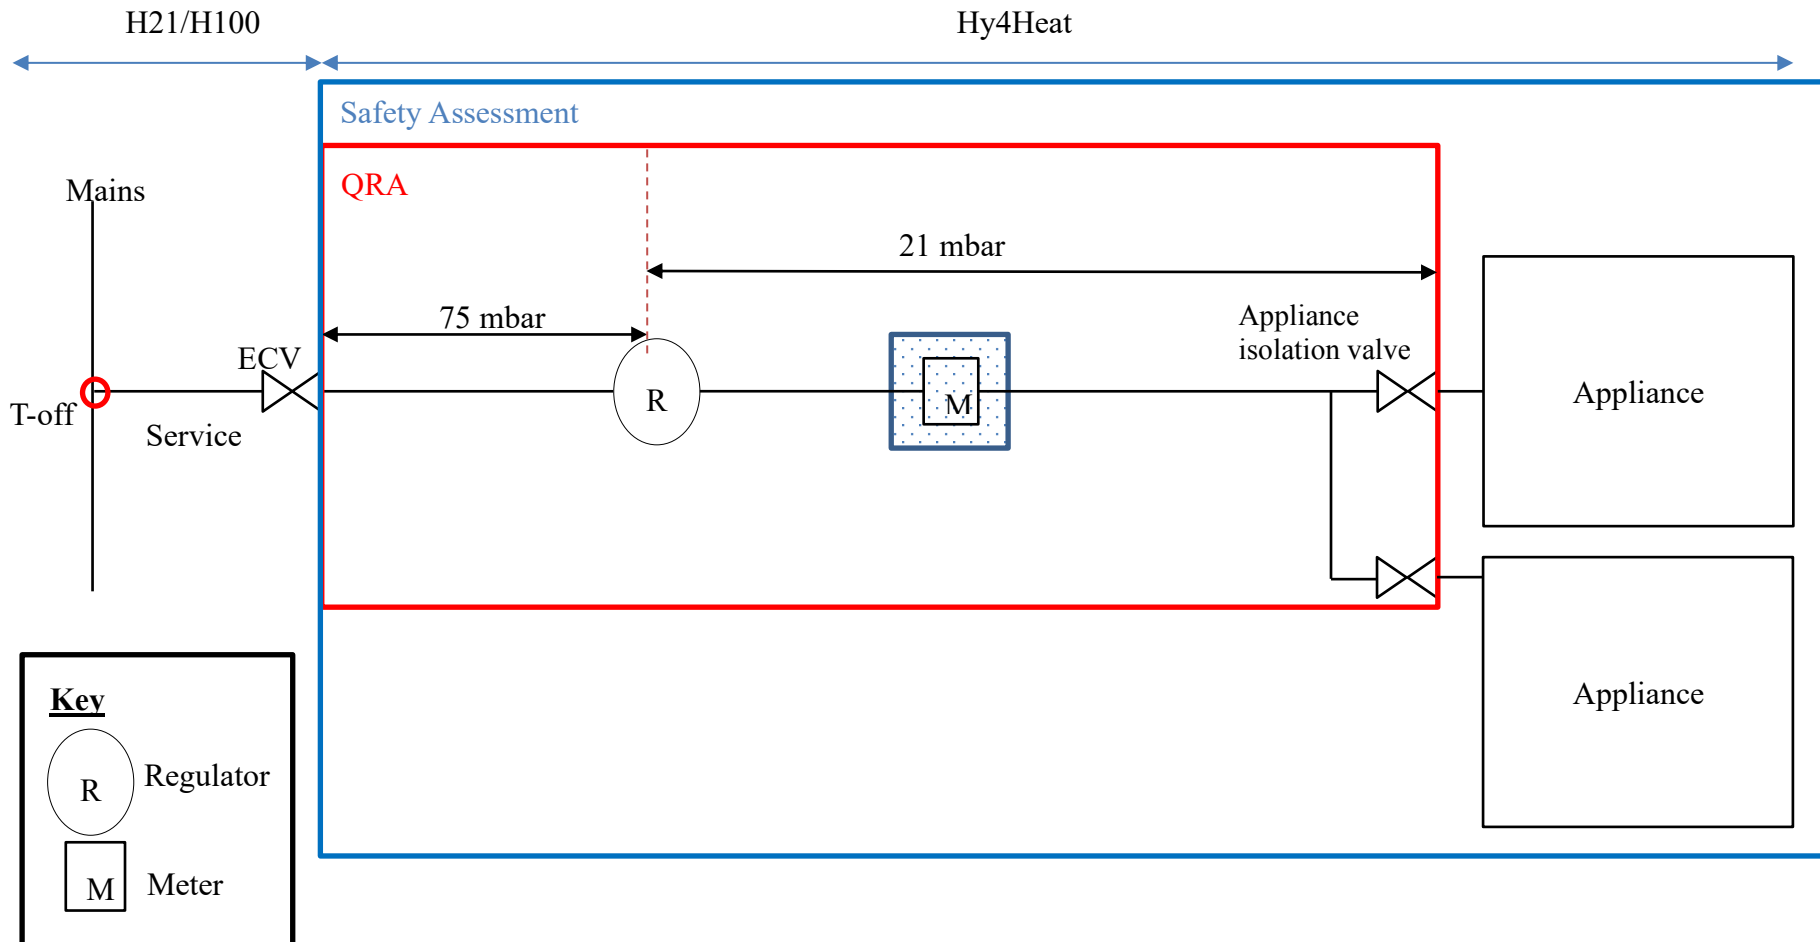 H21/H100
Hy4Heat
Safety Assessment
QRA
Mains
21 mbar
75 mbar
Appliance
isolation valve
ECV
T-off
Service
R
M
Appliance
Appliance
Key
R
Regulator
M
Meter